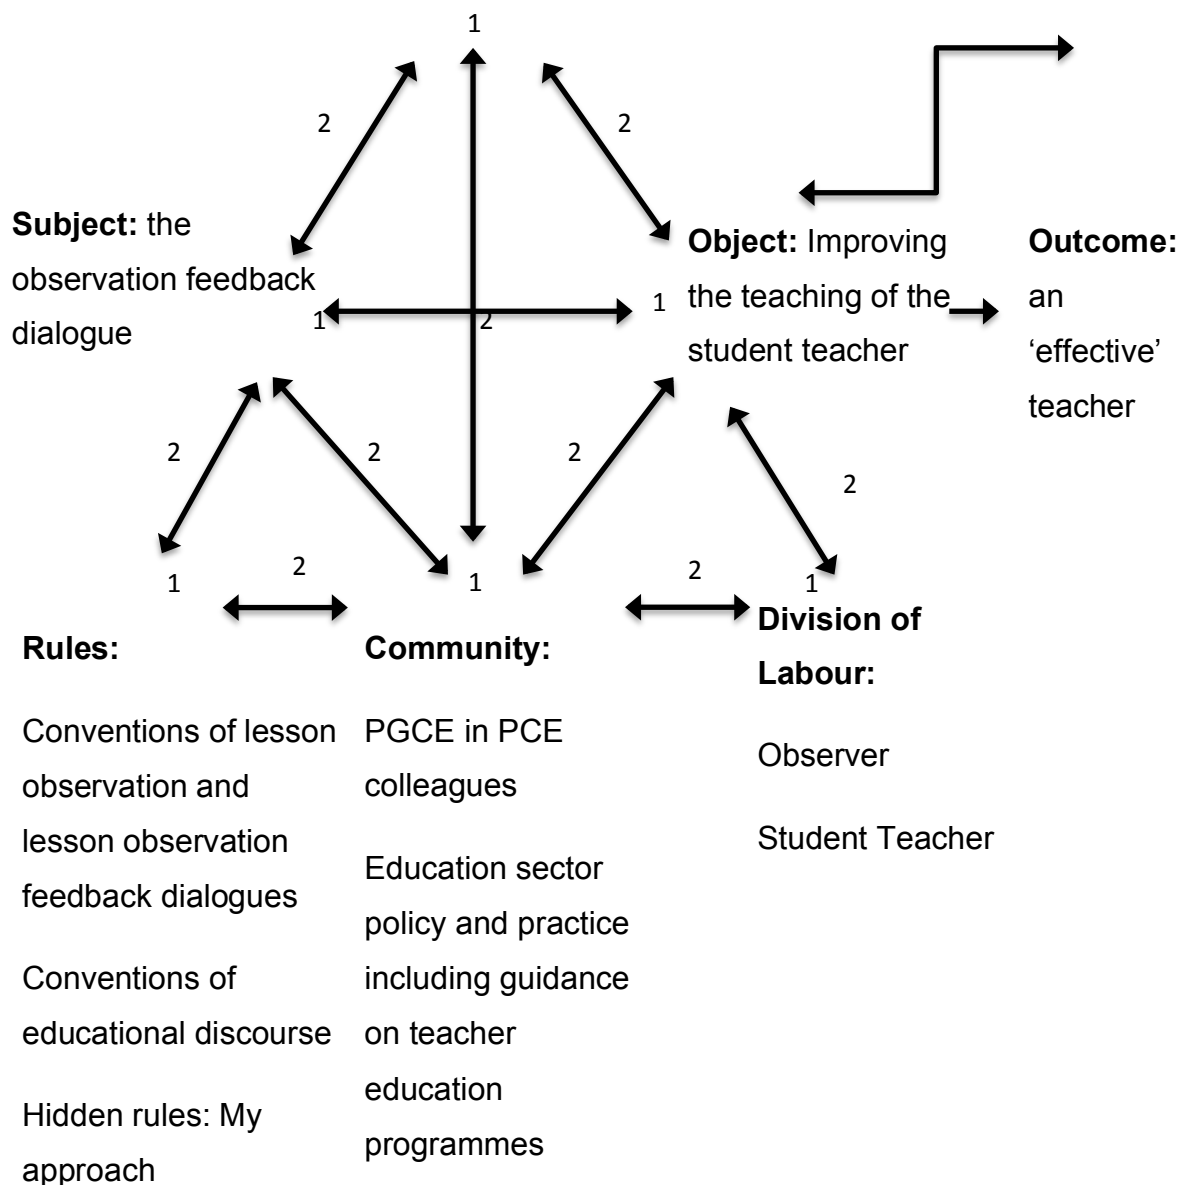 1
2
2
Subject: the
observation feedback
dialogue
1
2
1
Object: Improving
the teaching of the
student teacher
Outcome:
an
‘effective’
teacher
2
2
2
2
1
2
1
2
1
Rules:
Conventions of lesson
observation and
lesson observation
feedback dialogues
Conventions of
educational discourse
Hidden rules: My
approach
Community:
PGCE in PCE
colleagues
Education sector
policy and practice
including guidance
on teacher
education
programmes
Division of
Labour:
Observer
Student Teacher